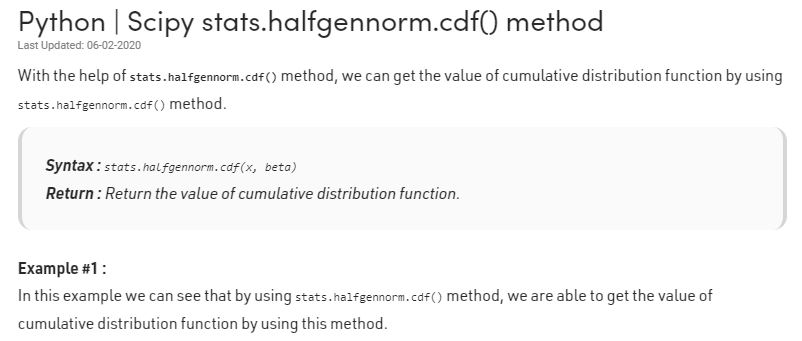 Python | Scipy stats.halfgennorm.cdf() method
Last Updated: 06-02-2020
With the help of stats.halfgennorm.cdf() method, we can get the value of cumulative distribution function by using
stats.halfgennorm.cdf() method.
Syntax : stats.halfgennorm.cdf(x, beta)
Return : Return the value of cumulative distribution function.
Example #1 :
In this example we can see that by using stats.halfgennorm.cdf() method, we are able to get the value of
cumulative distribution function by using this method.